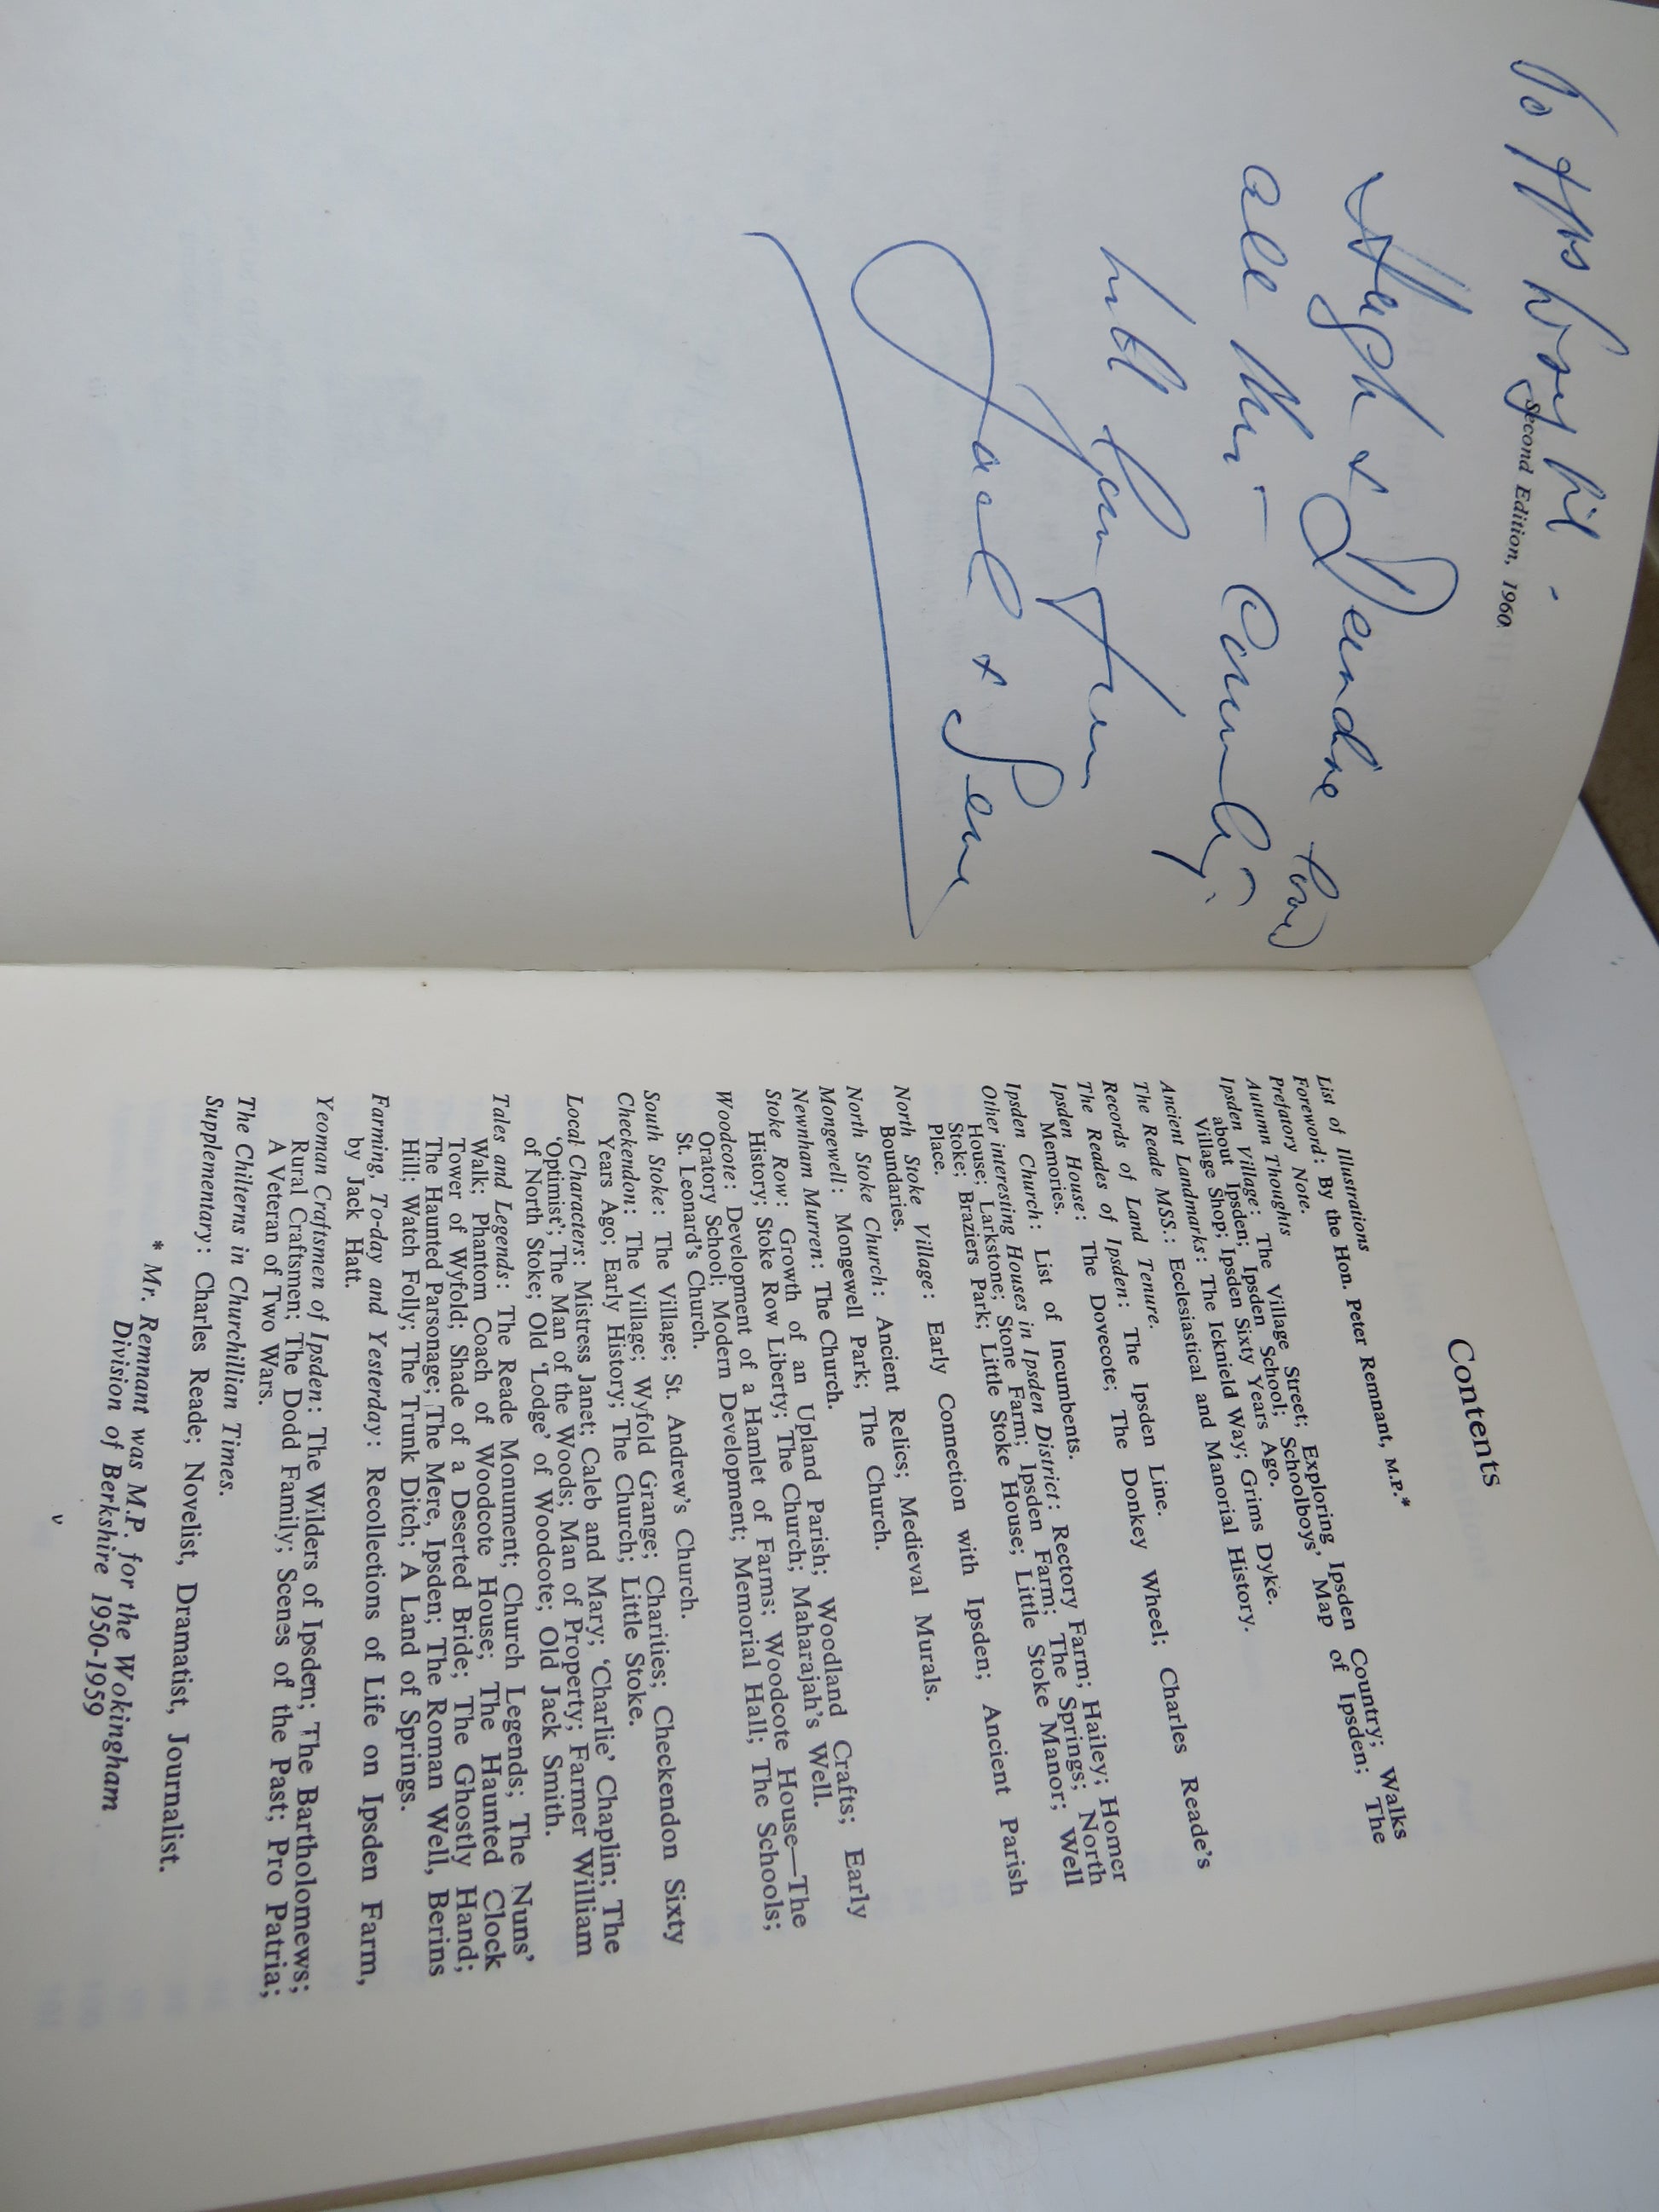 Second Edition, 1960
Hugh &
all this - County
Jack &
Contents
List of Illustrations
Foreword: By the Hon. Peter Remnant, M.P.*
Prefatory Note.
Autumn Thoughts
Ipsden Village: The Village Street; Exploring Ipsden Country; Walks
about Ipsden; Ipsden School; Schoolboys' Map of Ipsden; The
Village Shop; Ipsden Sixty Years Ago.
Ancient Landmarks: The Icknield Way; Grims Dyke.
The Reade MSS.: Ecclesiastical and Manorial History.
Records of Land Tenure.
The Reades of Ipsden: The Ipsden Line.
Ipsden House: The Dovecote; The Donkey Wheel; Charles Reade's
Memories.
Ipsden Church: List of Incumbents.
Other interesting Houses in Ipsden District: Rectory Farm; Hailey; Homer
House; Larkstone; Stone Farm; Ipsden Farm; The Springs; North
Stoke; Braziers Park; Little Stoke House; Little Stoke Manor; Well
Place.
North Stoke Village: Early Connection with Ipsden; Ancient Parish
Boundaries.
North Stoke Church: Ancient Relics; Medieval Murals.
Mongewell: Mongewell Park; The Church.
Newnham Murren: The Church.
Stoke Row: Growth of an Upland Parish; Woodland Crafts; Early
History; Stoke Row Liberty; The Church; Maharajah's Well.
Woodcote: Development of a Hamlet of Farms; Woodcote House—The
Oratory School; Modern Development; Memorial Hall; The Schools;
St. Leonard's Church.
South Stoke: The Village; St. Andrew's Church.
Checkendon: The Village; Wyfold Grange; Charities; Checkendon Sixty
Years Ago; Early History; The Church; Little Stoke.
Local Characters: Mistress Janet; Caleb and Mary; 'Charlie' Chaplin; The
'Optimist'; The Man of the Woods; Man of Property; Farmer William
of North Stoke; Old 'Lodge' of Woodcote; Old Jack Smith.
Tales and Legends: The Reade Monument; Church Legends; The Nuns'
Walk; Phantom Coach of Woodcote House; The Haunted Clock
Tower of Wyfold; Shade of a Deserted Bride; The Ghostly Hand;
The Haunted Parsonage; The Mere, Ipsden; The Roman Well, Berins
Hill; Watch Folly; The Trunk Ditch; A Land of Springs.
Farming, To-day and Yesterday: Recollections of Life on Ipsden Farm,
by Jack Hatt.
Yeoman Craftsmen of Ipsden: The Wilders of Ipsden; The Bartholomews;
Rural Craftsmen; The Dodd Family; Scenes of the Past; Pro Patria;
A Veteran of Two Wars.
The Chilterns in Churchillian Times.
Supplementary: Charles Reade; Novelist, Dramatist, Journalist.
* Mr. Remnant was M.P. for the Wokingham
Division of Berkshire 1950-1959
v